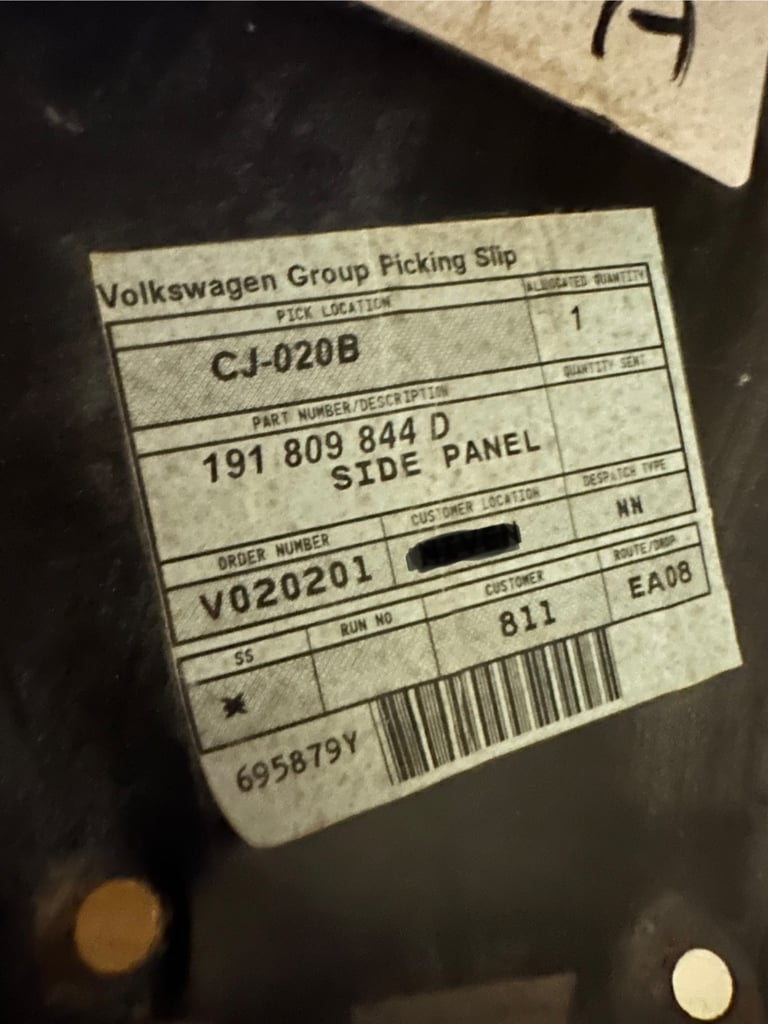 Volkswagen Group Picking Slip
PICK LOCATION
ALLOCATED QUANTITY
CJ-020B
1
PART NUMBER/DESCRIPTION
QUANTITY SENT
191 809 844 D
SIDE PANEL
ORDER NUMBER
CUSTOMER LOCATION
DESPATCH TYPE
V020201
NN
SS
RUN NO
CUSTOMER
ROUTE/DROP
*
811
EA08
695879Y